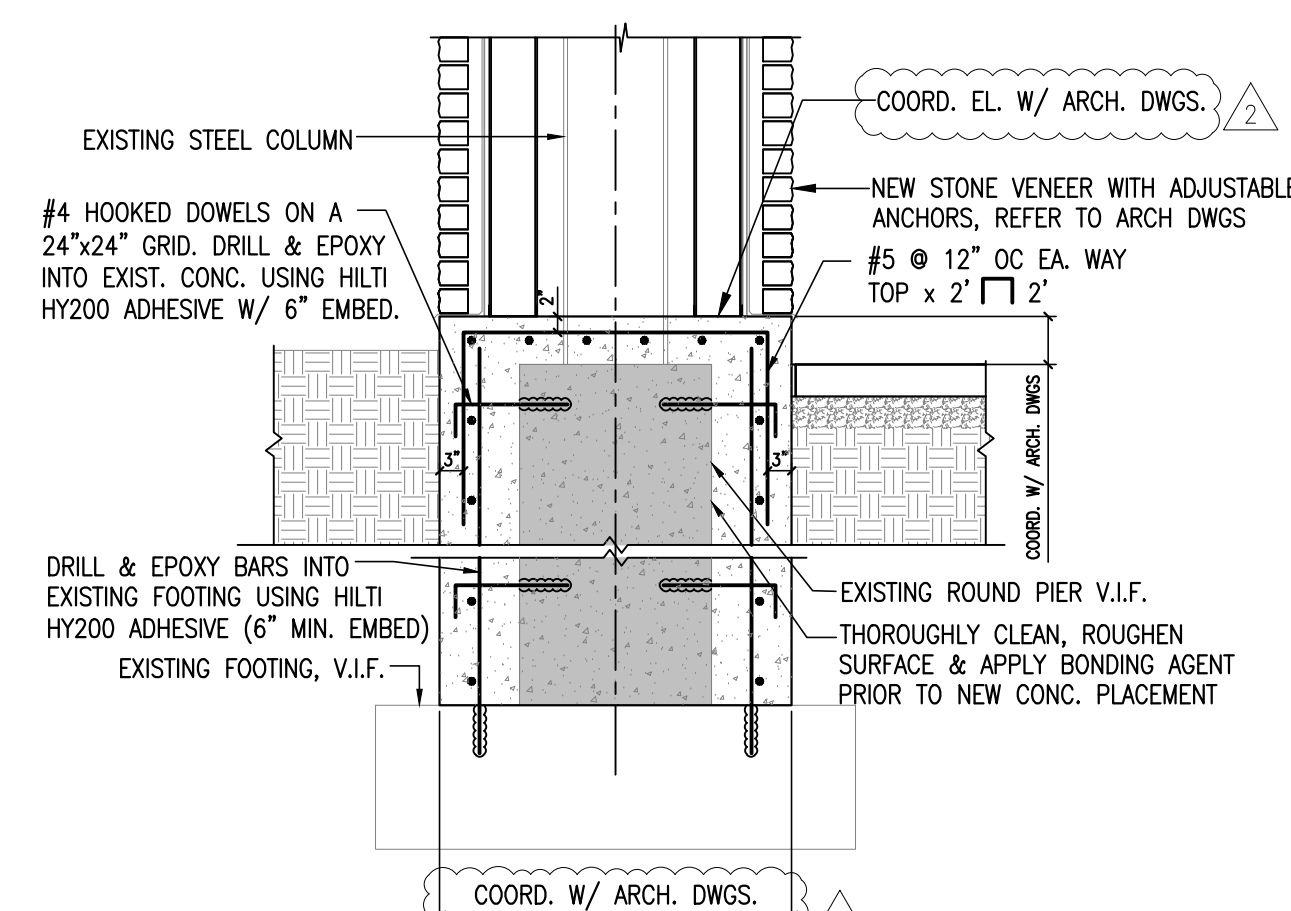 COORD. EL. W/ ARCH. DWGS.
2
EXISTING STEEL COLUMN
NEW STONE VENEER WITH ADJUSTABLE
ANCHORS, REFER TO ARCH DWGS
#4 HOOKED DOWELS ON A
24"x24" GRID. DRILL & EPOXY
INTO EXIST. CONC. USING HILTI
HY200 ADHESIVE W/ 6" EMBED.
#5 @ 12" OC EA. WAY
TOP x 2' 2'
2"
3"
3"
COORD. W/ ARCH. DWGS
DRILL & EPOXY BARS INTO
EXISTING FOOTING USING HILTI
HY200 ADHESIVE (6" MIN. EMBED)
EXISTING FOOTING, V.I.F.
EXISTING ROUND PIER V.I.F.
THOROUGHLY CLEAN, ROUGHEN
SURFACE & APPLY BONDING AGENT
PRIOR TO NEW CONC. PLACEMENT
COORD. W/ ARCH. DWGS.